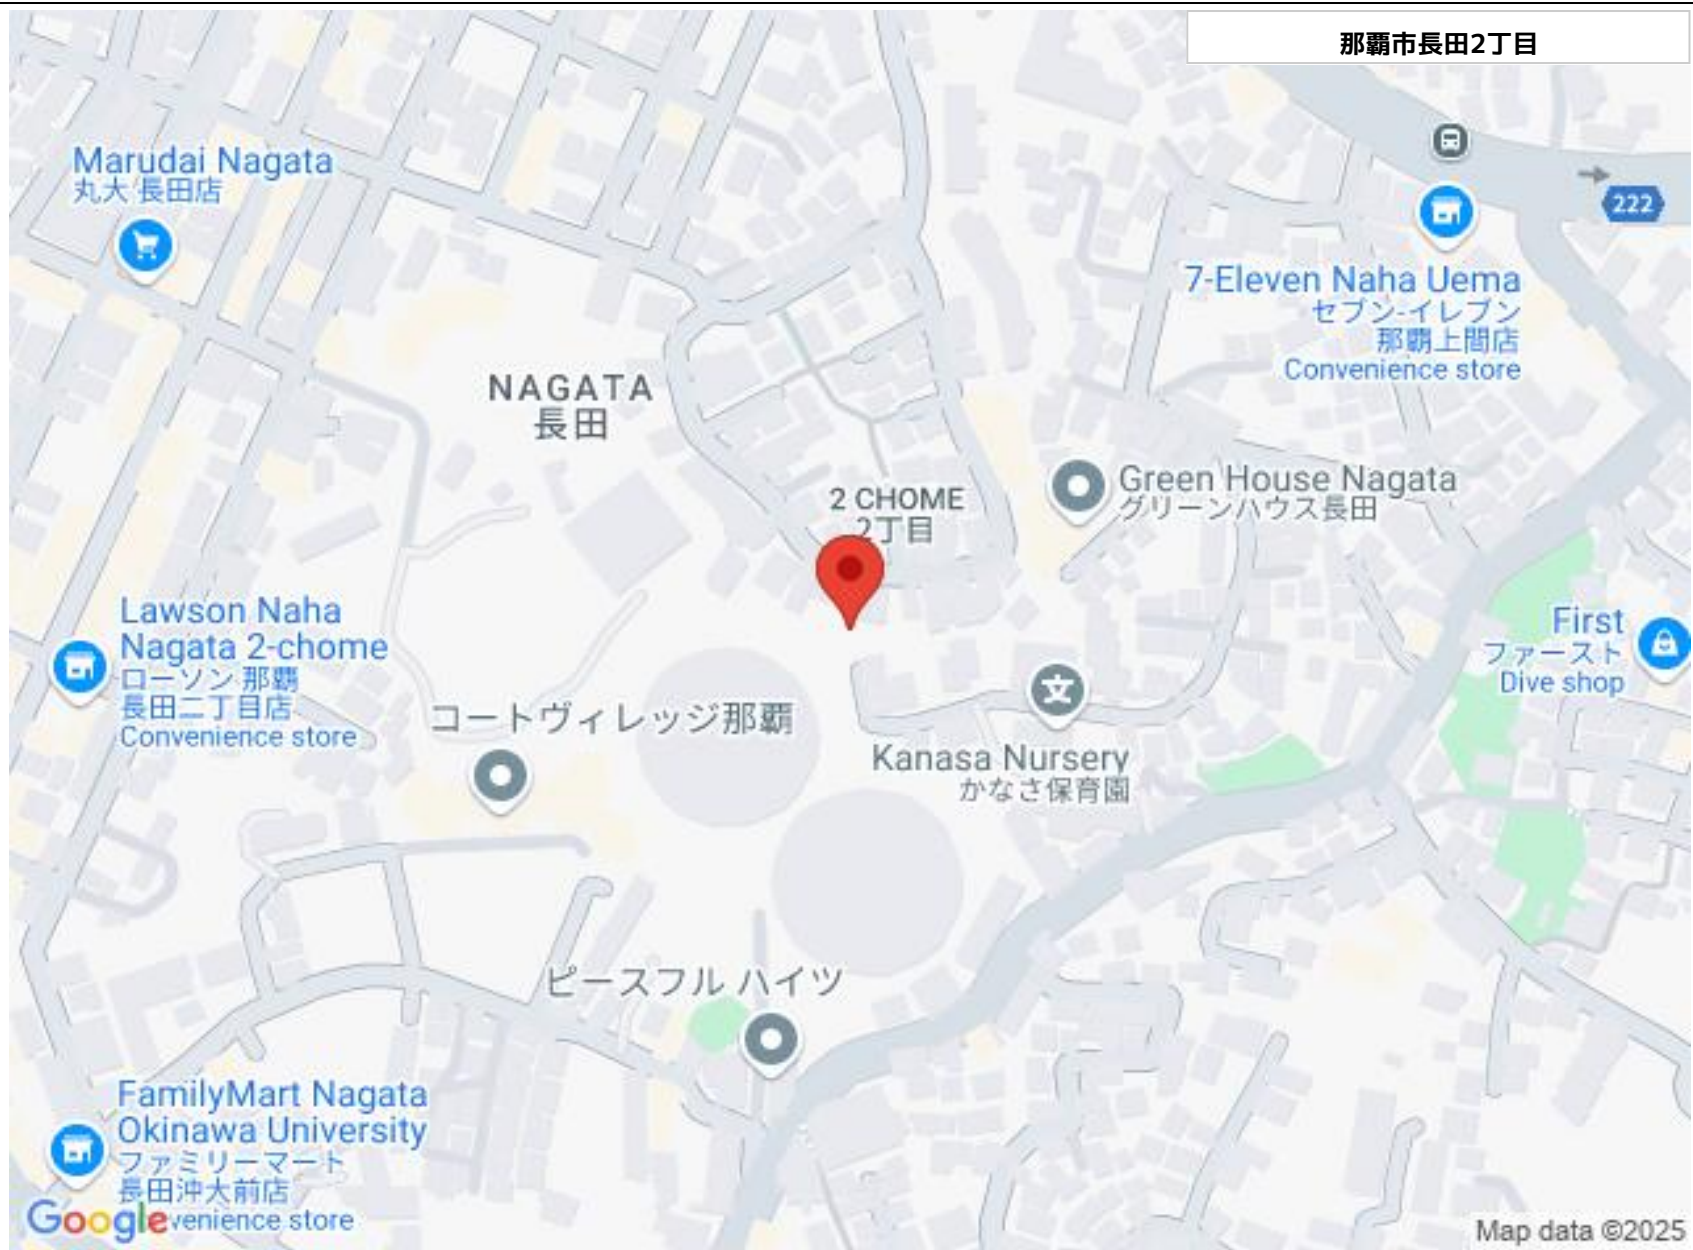 那覇市長田2丁目
Marudai Nagata
丸大 長田店
222
7-Eleven Naha Uema
セブン-イレブン
那覇上間店
Convenience store
NAGATA
長田
Green House Nagata
グリーンハウス長田
2 CHOME
2丁目
Lawson Naha
Nagata 2-chome
ローソン 那覇
長田二丁目店
Convenience store
First
ファースト
Dive shop
コートヴィレッジ那覇
文
Kanasa Nursery
かなさ保育園
ピースフル ハイツ
FamilyMart Nagata
Okinawa University
ファミリーマート
長田沖大前店
Google
venience store
Map data ©2025